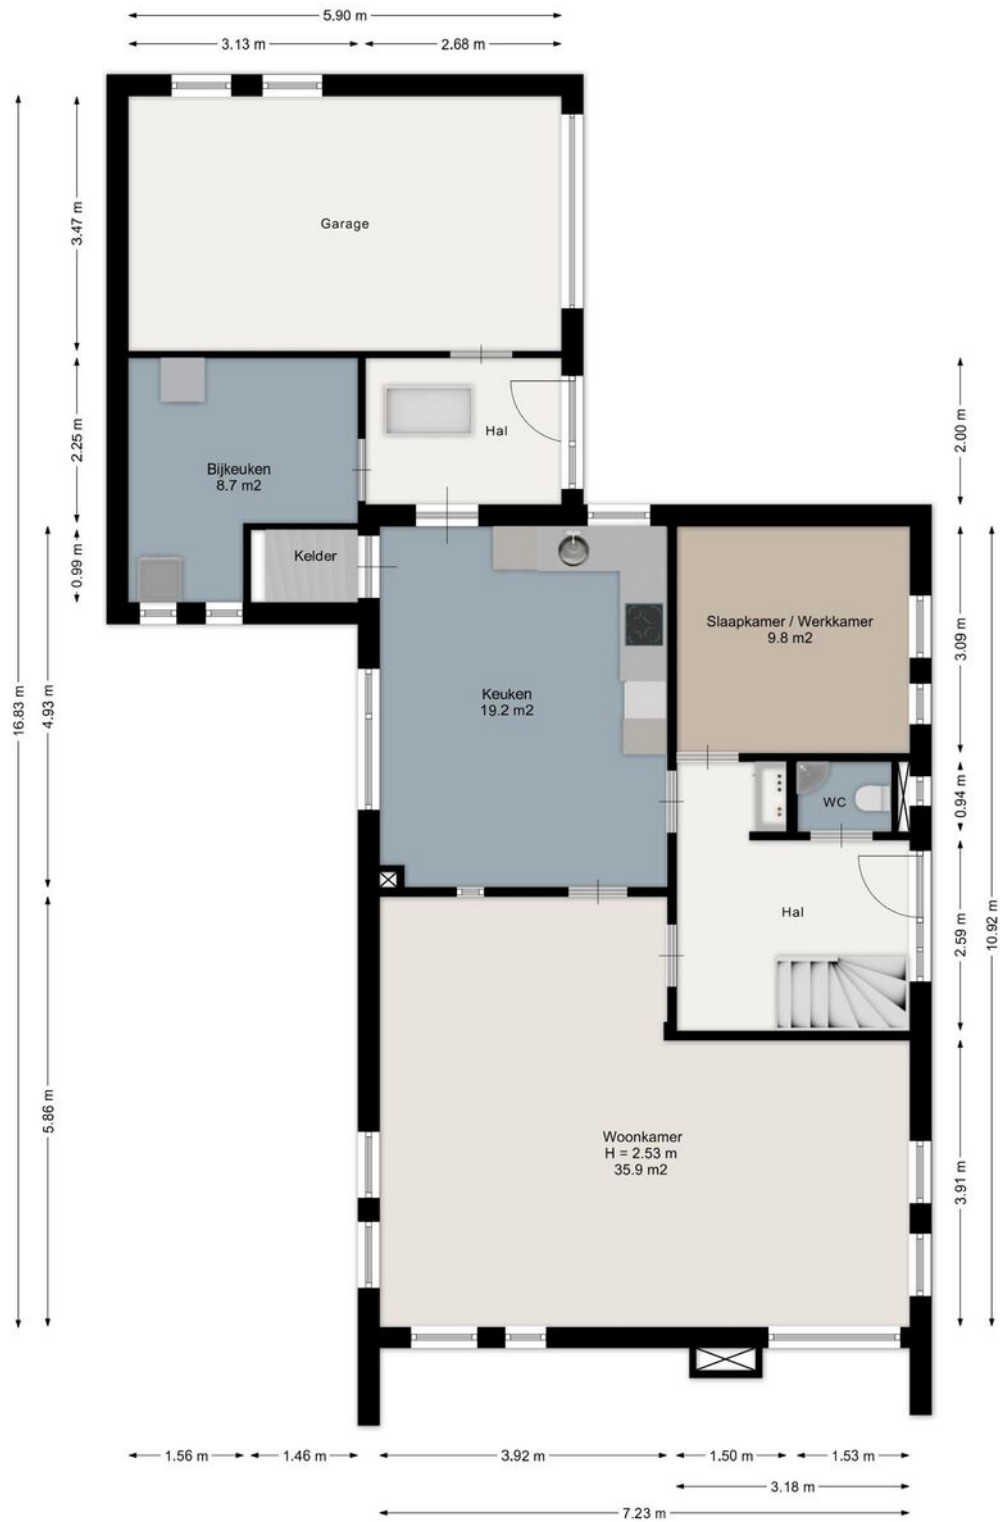 5.90 m
3.13 m
2.68 m
3.47 m
Garage
2.25 m
2.00 m
Hal
Bijkeuken
8.7 m2
Kelder
0.99 m
Slaapkamer / Werkkamer
9.8 m2
3.09 m
16.83 m
4.93 m
Keuken
19.2 m2
0.94 m
WC
Hal
2.59 m
10.92 m
5.86 m
Woonkamer
H = 2.53 m
35.9 m2
3.91 m
1.56 m
1.46 m
3.92 m
1.50 m
1.53 m
3.18 m
7.23 m